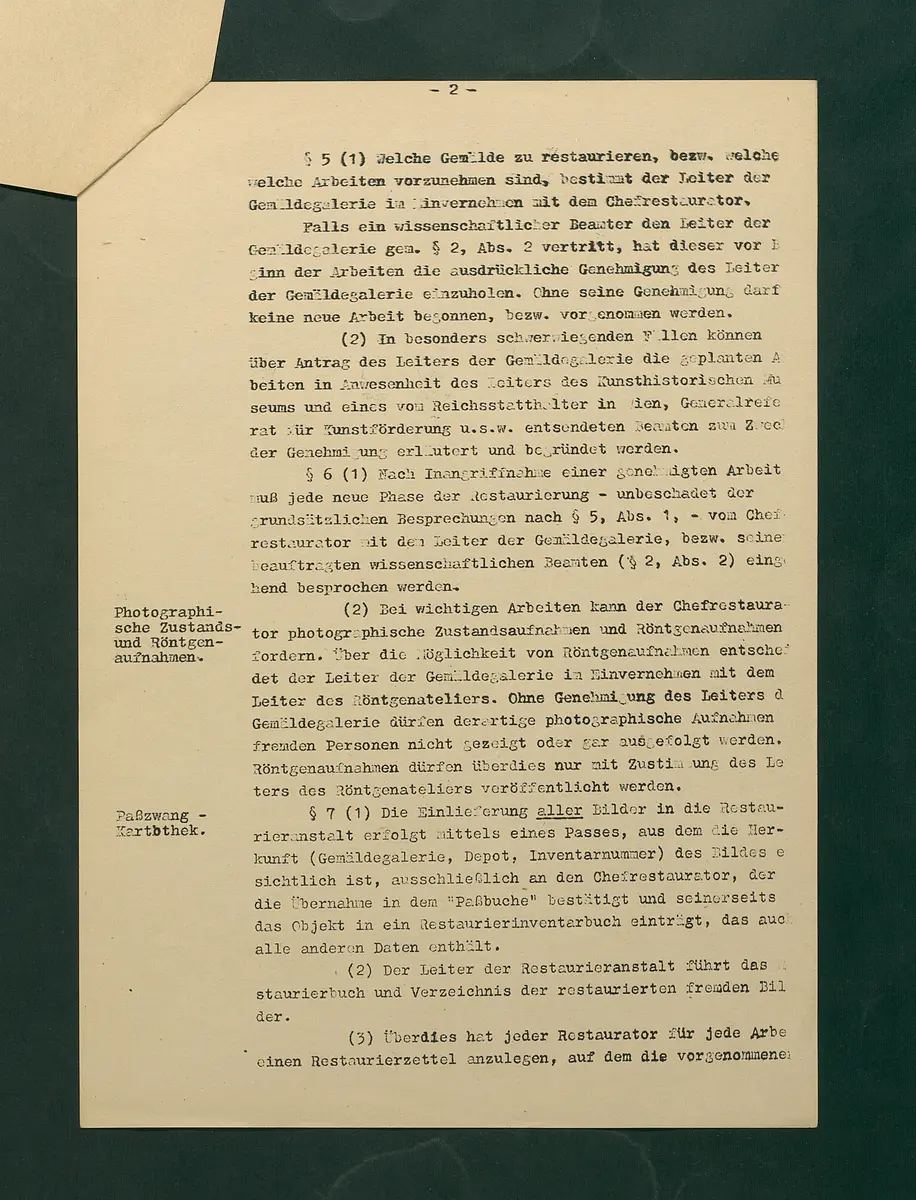 - 2 -
§ 5 (1) Welche Gemälde zu restaurieren, bezw. welche
welche Arbeiten vorzunehmen sind, bestimmt der Leiter der
Gemäldegalerie im Einvernehmen mit dem Chefrestaurator.
Falls ein wissenschaftlicher Beamter den Leiter der
Gemäldegalerie gem. § 2, Abs. 2 vertritt, hat dieser vor B
ginn der Arbeiten die ausdrückliche Genehmigung des Leiter
der Gemäldegalerie einzuholen. Ohne seine Genehmigung darf
keine neue Arbeit begonnen, bezw. vorgenommen werden.
(2) In besonders schwerwiegenden Fällen können
über Antrag des Leiters der Gemäldegalerie die geplanten A
beiten in Anwesenheit des Leiters des Kunsthistorischen Mu
seums und eines vom Reichsstatthalter in Wien, Generalrefe
rat für Kunstförderung u.s.w. entsendeten Beamten zum Zwec
der Genehmigung erläutert und begründet werden.
§ 6 (1) Nach Inangriffnahme einer genehmigten Arbeit
muß jede neue Phase der Restaurierung - unbeschadet der
grundsätzlichen Besprechungen nach § 5, Abs. 1, - vom Chef
restaurator mit dem Leiter der Gemäldegalerie, bezw. seine
beauftragten wissenschaftlichen Beamten (§ 2, Abs. 2) einge
hend besprochen werden.
Photographi-
sche Zustands-
und Röntgen-
aufnahmen.
(2) Bei wichtigen Arbeiten kann der Chefrestaura-
tor photographische Zustandsaufnahmen und Röntgenaufnahmen
fordern. Über die Möglichkeit von Röntgenaufnahmen entschei
det der Leiter der Gemäldegalerie im Einvernehmen mit dem
Leiter des Röntgenateliers. Ohne Genehmigung des Leiters d
Gemäldegalerie dürfen derartige photographische Aufnahmen
fremden Personen nicht gezeigt oder gar ausgefolgt werden.
Röntgenaufnahmen dürfen überdies nur mit Zustimmung des Le
ters des Röntgenateliers veröffentlicht werden.
Paßzwang -
Kartothek.
§ 7 (1) Die Einlieferung aller Bilder in die Restau-
rieranstalt erfolgt mittels eines Passes, aus dem die Her-
kunft (Gemäldegalerie, Depot, Inventarnummer) des Bildes e
sichtlich ist, ausschließlich an den Chefrestaurator, der
die Übernahme in dem "Paßbuche" bestätigt und seinerseits
das Objekt in ein Restaurierinventarbuch einträgt, das auc
alle anderen Daten enthält.
(2) Der Leiter der Restaurieranstalt führt das
staurierbuch und Verzeichnis der restaurierten fremden Bil
der.
(3) Überdies hat jeder Restaurator für jede Arbe
einen Restaurierzettel anzulegen, auf dem die vorgenommenen